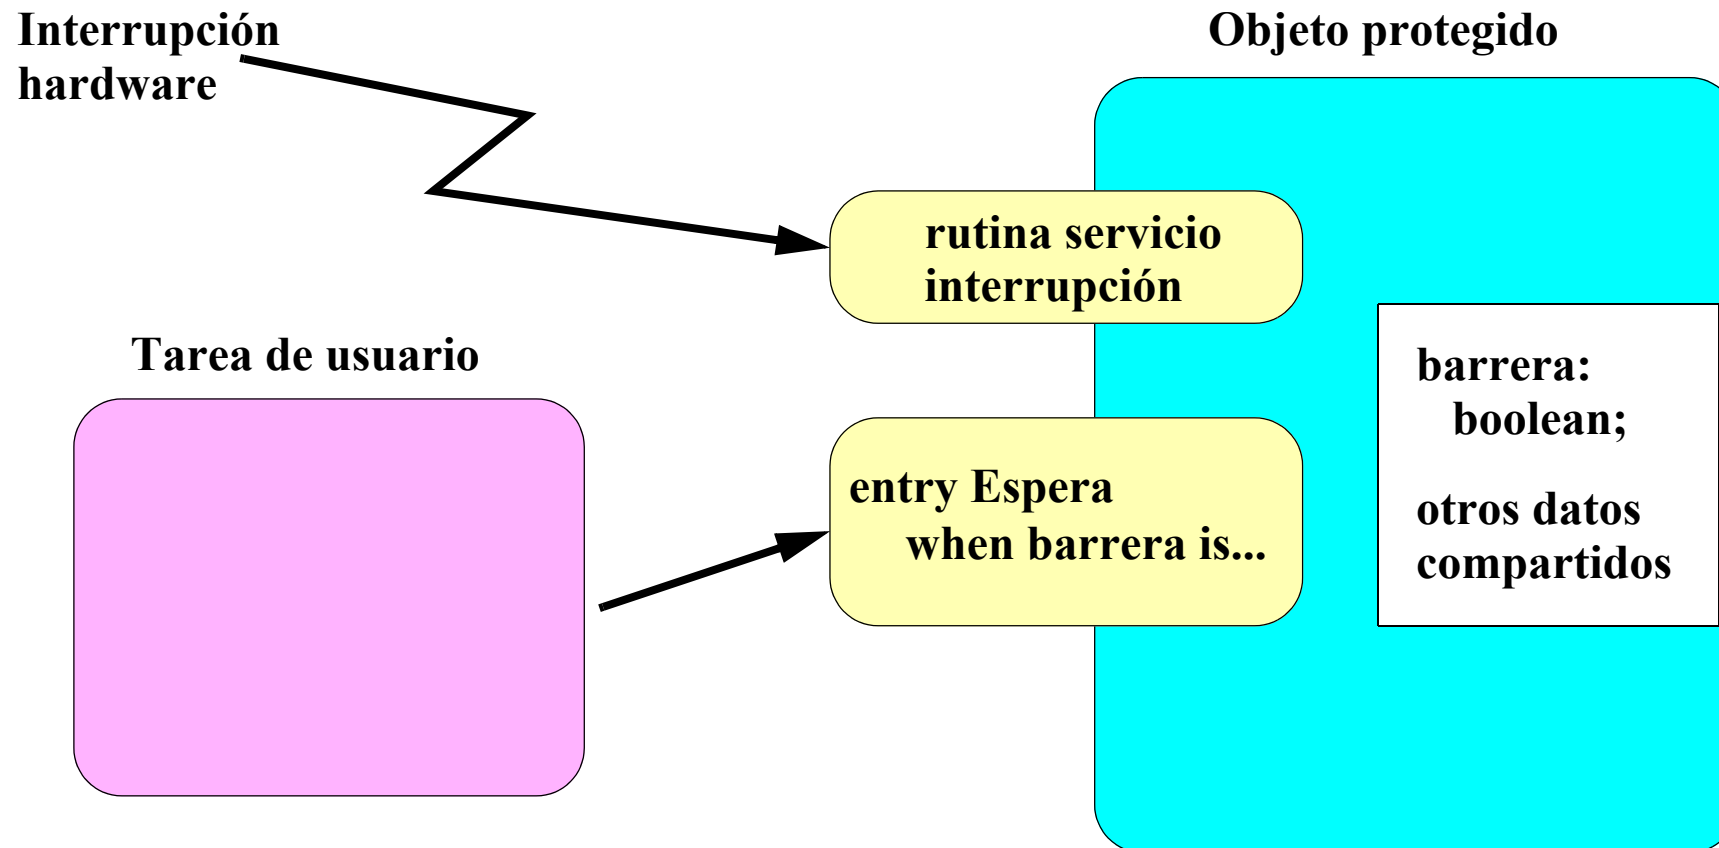 Interrupción
hardware
Objeto protegido
rutina servicio
interrupción
Tarea de usuario
barrera:
boolean;
entry Espera
when barrera is...
otros datos
compartidos